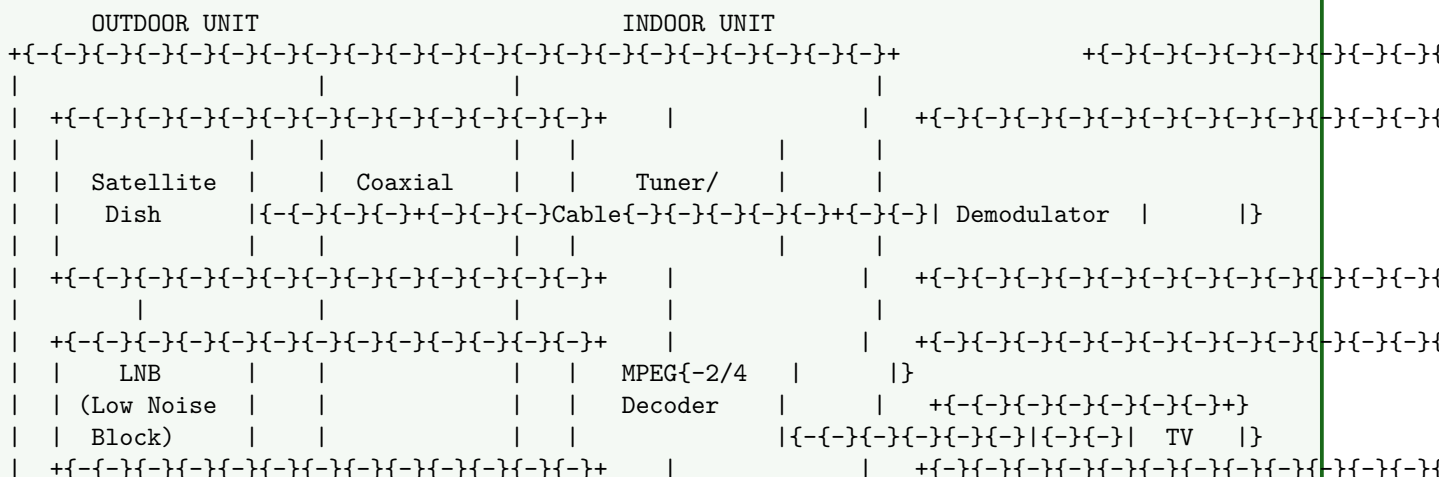 OUTDOOR UNIT INDOOR UNIT
+{-{-}{-}{-}{-}{-}{-}{-}{-}{-}{-}{-}{-}{-}{-}{-}{-}{-}{-}{-}{-}{-}+ +{-}{-}{-}{-}{-}{-}{-}{-}{
| | | |
| +{-{-}{-}{-}{-}{-}{-}{-}{-}{-}{-}{-}{-}{-}+ | | +{-}{-}{-}{-}{-}{-}{-}{-}{-}{-}{-}{-}{
| | | | | | | |
| | Satellite | | Coaxial | | Tuner/ | |
| | Dish |{-{-}{-}{-}+{-}{-}{-}Cable{-}{-}{-}{-}{-}+{-}{-}| Demodulator | |}
| | | | | | | |
| +{-{-}{-}{-}{-}{-}{-}{-}{-}{-}{-}{-}{-}{-}+ | | +{-}{-}{-}{-}{-}{-}{-}{-}{-}{-}{-}{-}{
| | | | | |
| +{-{-}{-}{-}{-}{-}{-}{-}{-}{-}{-}{-}{-}{-}+ | | +{-}{-}{-}{-}{-}{-}{-}{-}{-}{-}{-}{-}{
| | LNB | | | | MPEG{-2/4 | |}
| | (Low Noise | | | | Decoder | | +{-{-}{-}{-}{-}{-}{-}+}
| | Block) | | | | |{-{-}{-}{-}{-}{-}|{-}{-}| TV |}
| +{-{-}{-}{-}{-}{-}{-}{-}{-}{-}{-}{-}{-}{-}+ | | +{-}{-}{-}{-}{-}{-}{-}{-}{-}{-}{-}{-}{